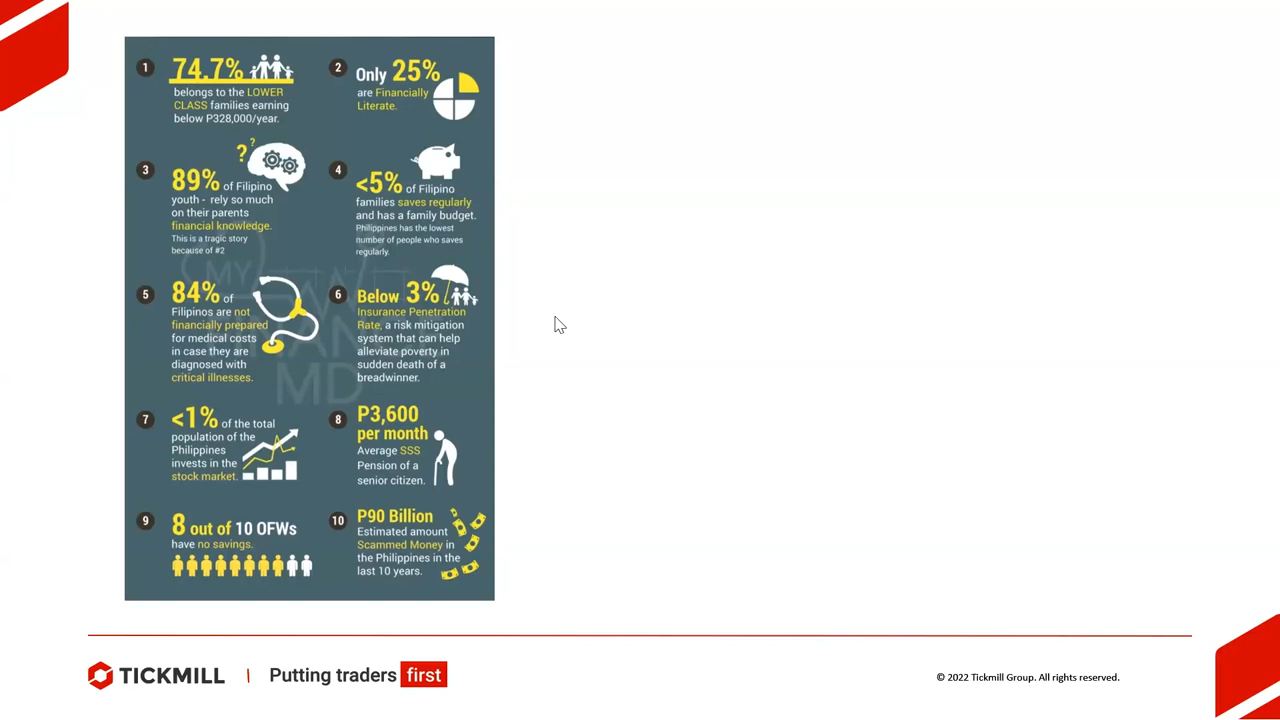 1
74.7%
belongs to the LOWER
CLASS families earning
below P328,000/year.
2
Only 25%
are Financially
Literate.
3
? ?
89% of Filipino
youth - rely so much
on their parents
financial knowledge.
This is a tragic story
because of #2
4
<5% of Filipino
families saves regularly
and has a family budget.
Philippines has the lowest
number of people who saves
regularly.
5
84% of
Filipinos are not
financially prepared
for medical costs
in case they are
diagnosed with
critical illnesses.
6
Below 3%
Insurance Penetration
Rate, a risk mitigation
system that can help
alleviate poverty in
sudden death of a
breadwinner.
7
<1% of the total
population of the
Philippines
invests in the
stock market.
8
P3,600
per month
Average SSS
Pension of a
senior citizen.
9
8 out of 10 OFWs
have no savings.
10
P90 Billion
Estimated amount
Scammed Money in
the Philippines in the
last 10 years.
MY
MD
TICKMILL | Putting traders first
© 2022 Tickmill Group. All rights reserved.